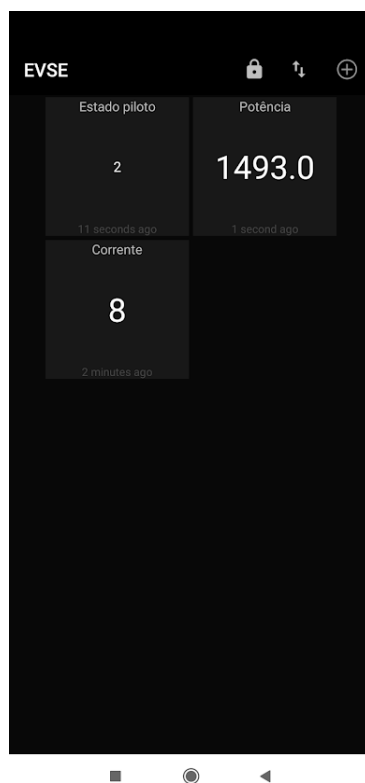 EVSE
Estado piloto
2
11 seconds ago
Potência
1493.0
1 second ago
Corrente
8
2 minutes ago